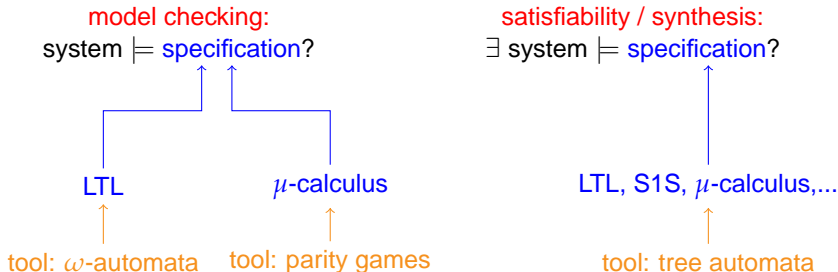 model checking:
system ⊨ specification?
LTL
μ-calculus
tool: ω-automata
tool: parity games
satisfiability / synthesis:
∃ system ⊨ specification?
LTL, S1S, μ-calculus,...
tool: tree automata